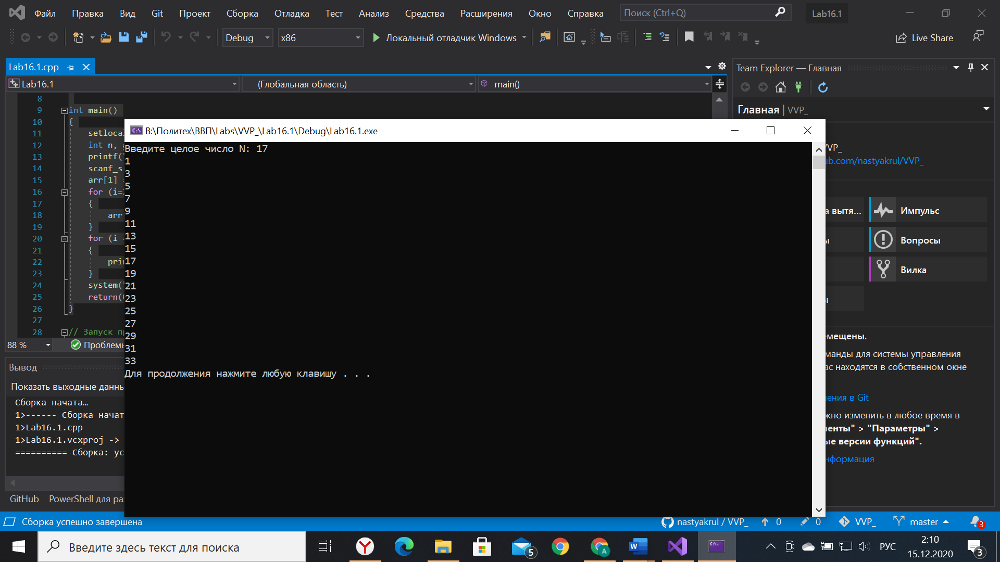 Файл Правка Вид Git Проект Сборка Отладка Тест Анализ Средства Расширения Окно Справка Поиск (Ctrl+Q) Lab16.1
Debug x86 Локальный отладчик Windows Live Share
Lab16.1.cpp
Lab16.1 (Глобальная область) main()
8
9 int main()
10 {
11
12 int n,
13
14 scanf_s
15 arr[1] =
16 for (i=
17 {
18 arr
19 }
20 for (i
21 {
22
23 }
24 system(
25 return(
26 }
27
28 // Запуск
88 %
B:\Политех\ВВП\Labs\VVP_\Lab16.1\Debug\Lab16.1.exe
Введите целое число N: 17
1
3
5
7
9
11
13
15
17
19
21
23
25
27
29
31
33
Для продолжения нажмите любую клавишу . . .
Team Explorer — Главная
Главная | VVP_
VVP_
ub.com/nastyakrul/VVP_
а вытя... Импульс
Вопросы
Вилка
мещены.
манды для системы управления
ас находятся в собственном окне
ения в Git
жно изменить в любое время в
менты" > "Параметры" >
ые версии функций".
нформация
Вывод
Показать выходные данны
Сборка начата…
1>------ Сборка начат
1>Lab16.1.cpp
1>Lab16.1.vcxproj ->
========== Сборка: ус
GitHub PowerShell для ра
Сборка успешно завершена nastyakrul / VVP_ 0 0 VVP_ master 3
Введите здесь текст для поиска 5 РУС 2:10
15.12.2020 3